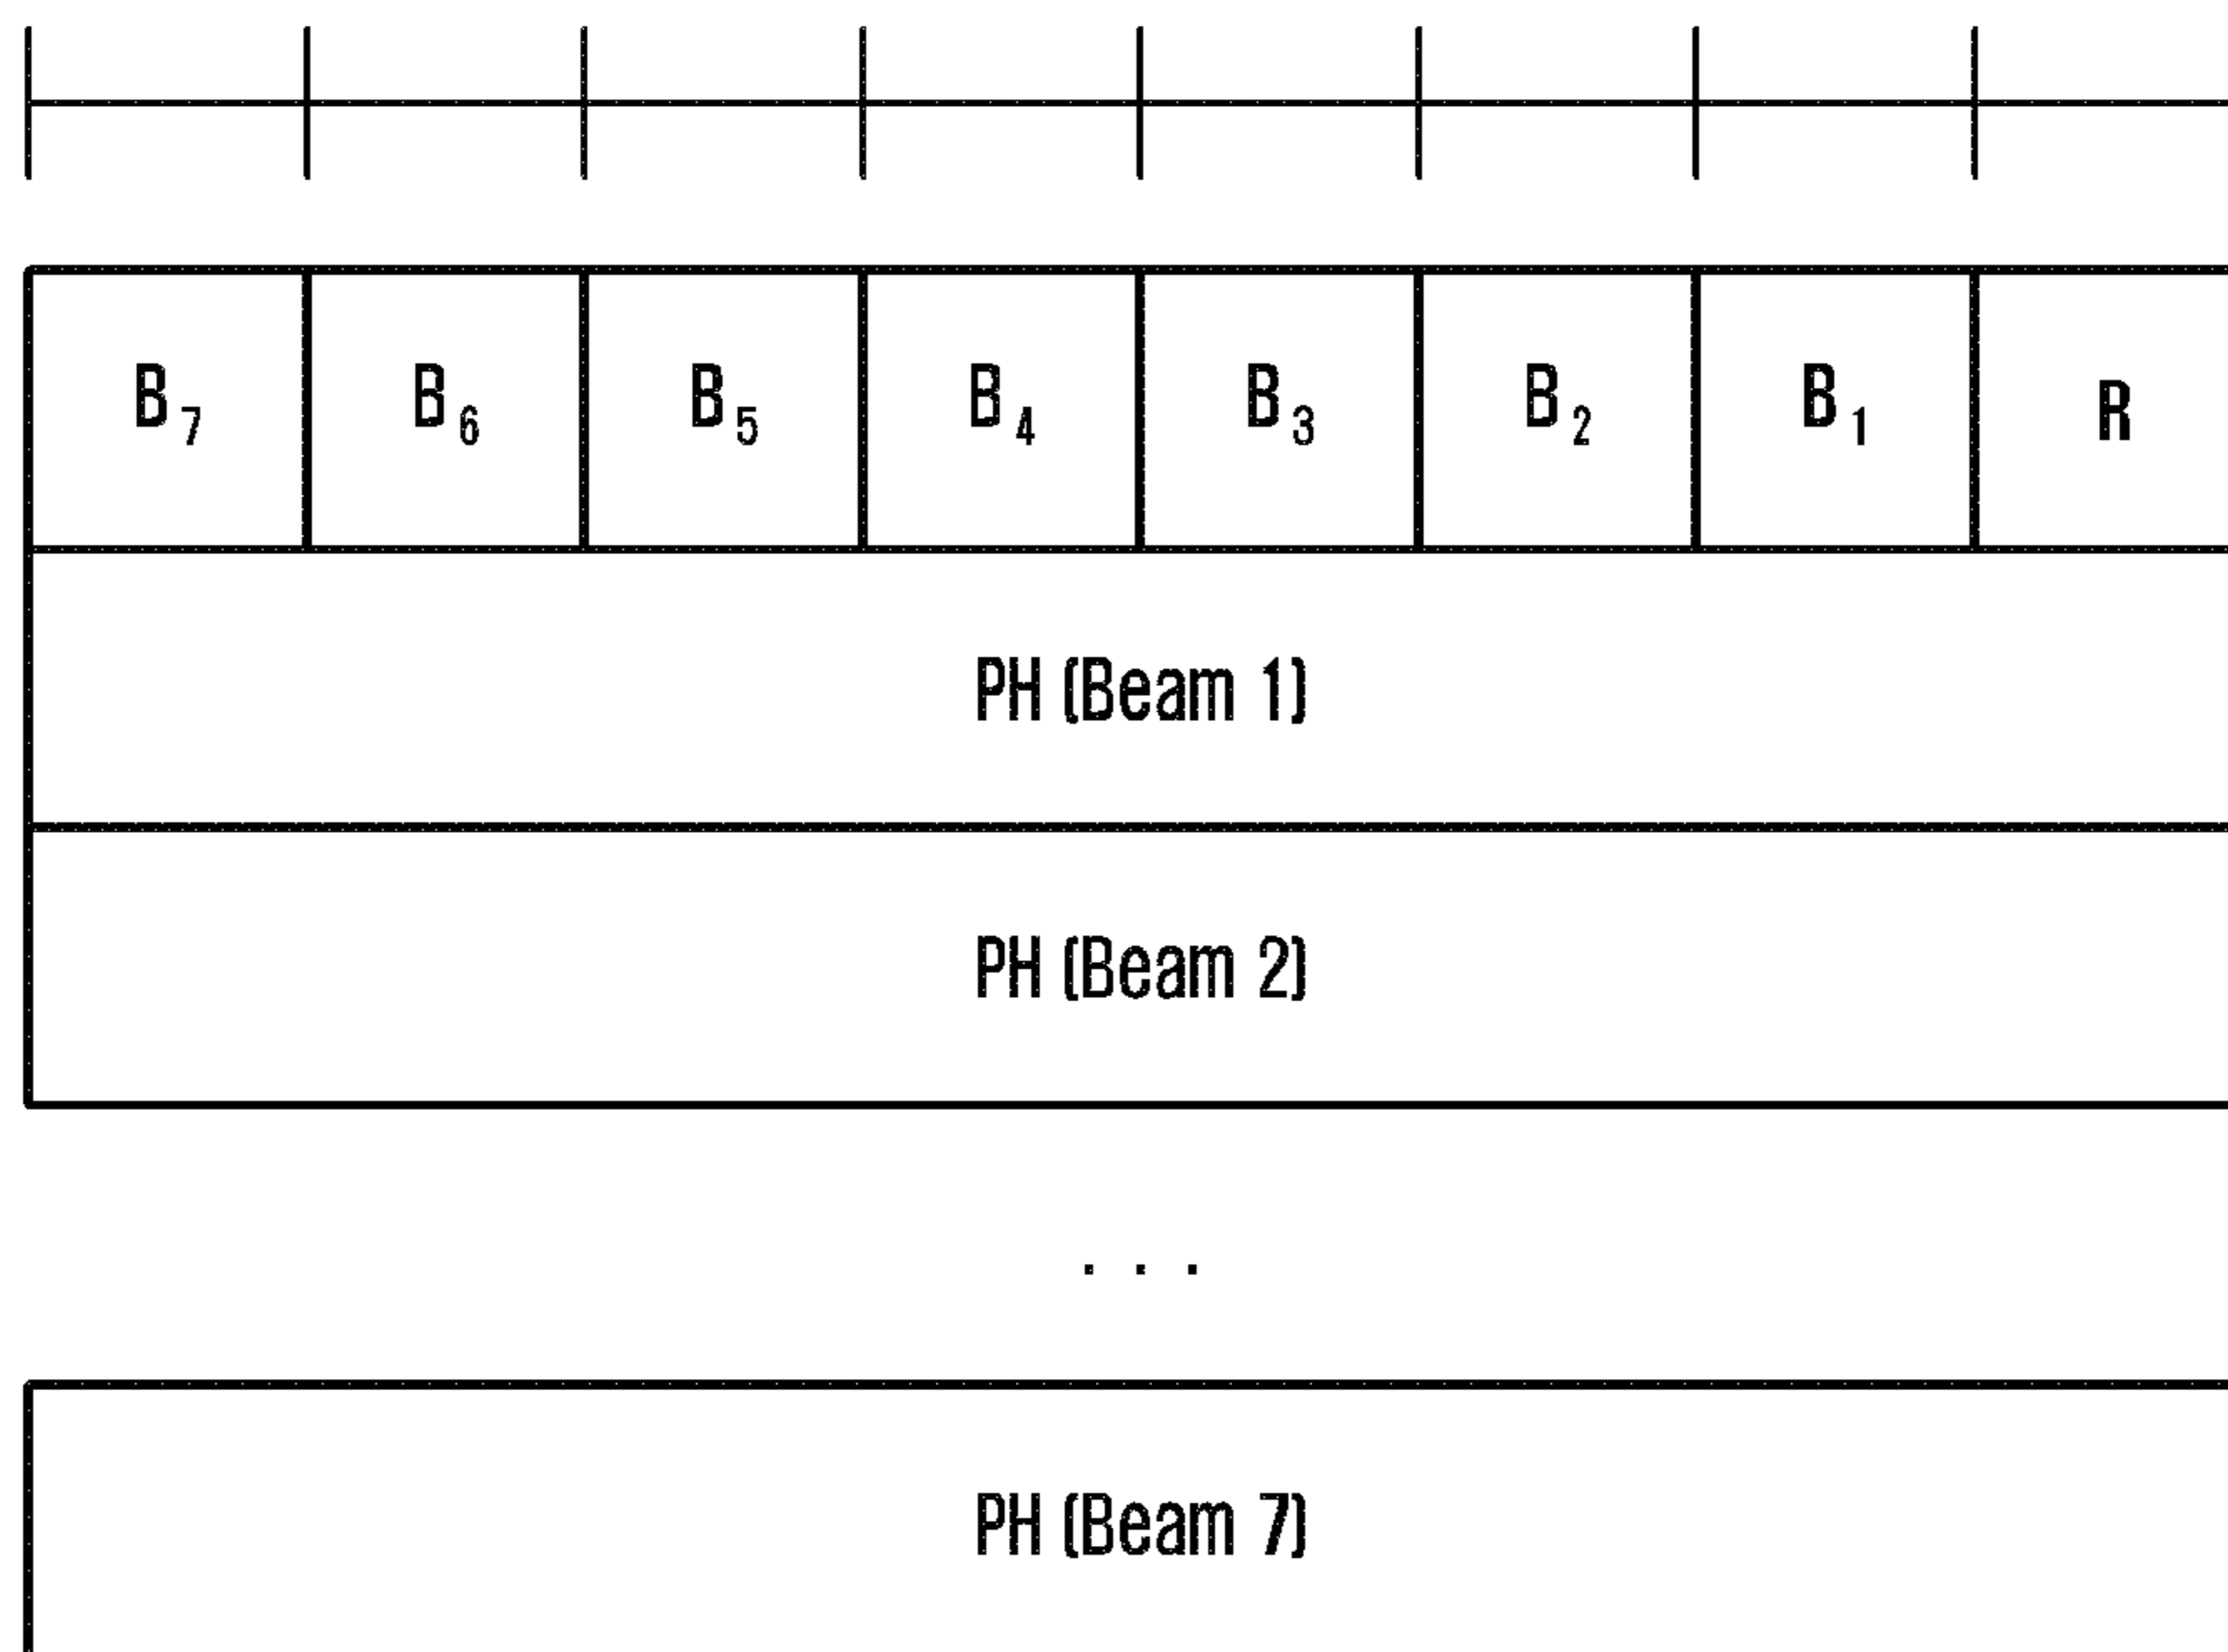 B7 B6 B5 B4 B3 B2 B1 R
PH (Beam 1)
PH (Beam 2)
. . .
PH (Beam 7)